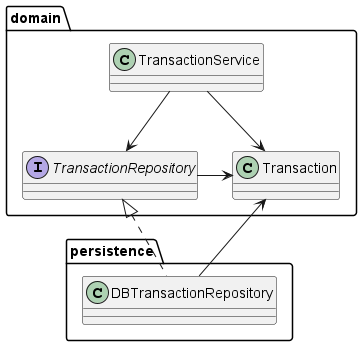 domain
C TransactionService
I TransactionRepository
C Transaction
persistence
C DBTransactionRepository